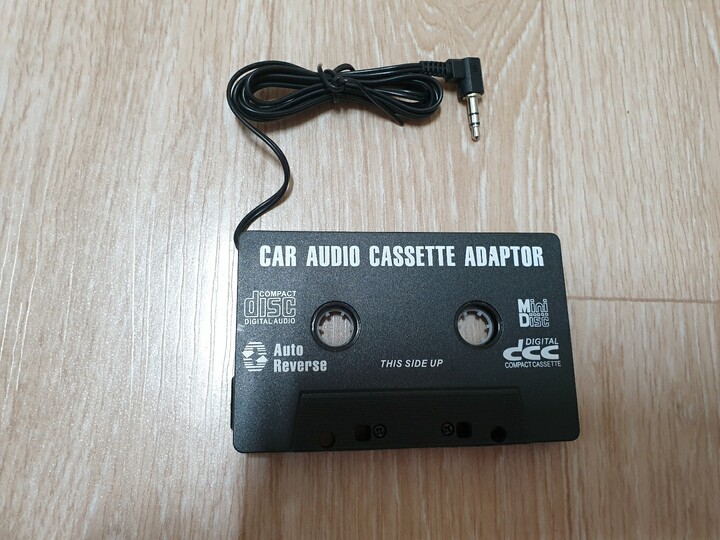 CAR AUDIO CASSETTE ADAPTOR
COMPACT
disc
DIGITAL AUDIO
Mini
Disc
Auto
Reverse
THIS SIDE UP
DIGITAL
dcc
COMPACT CASSETTE